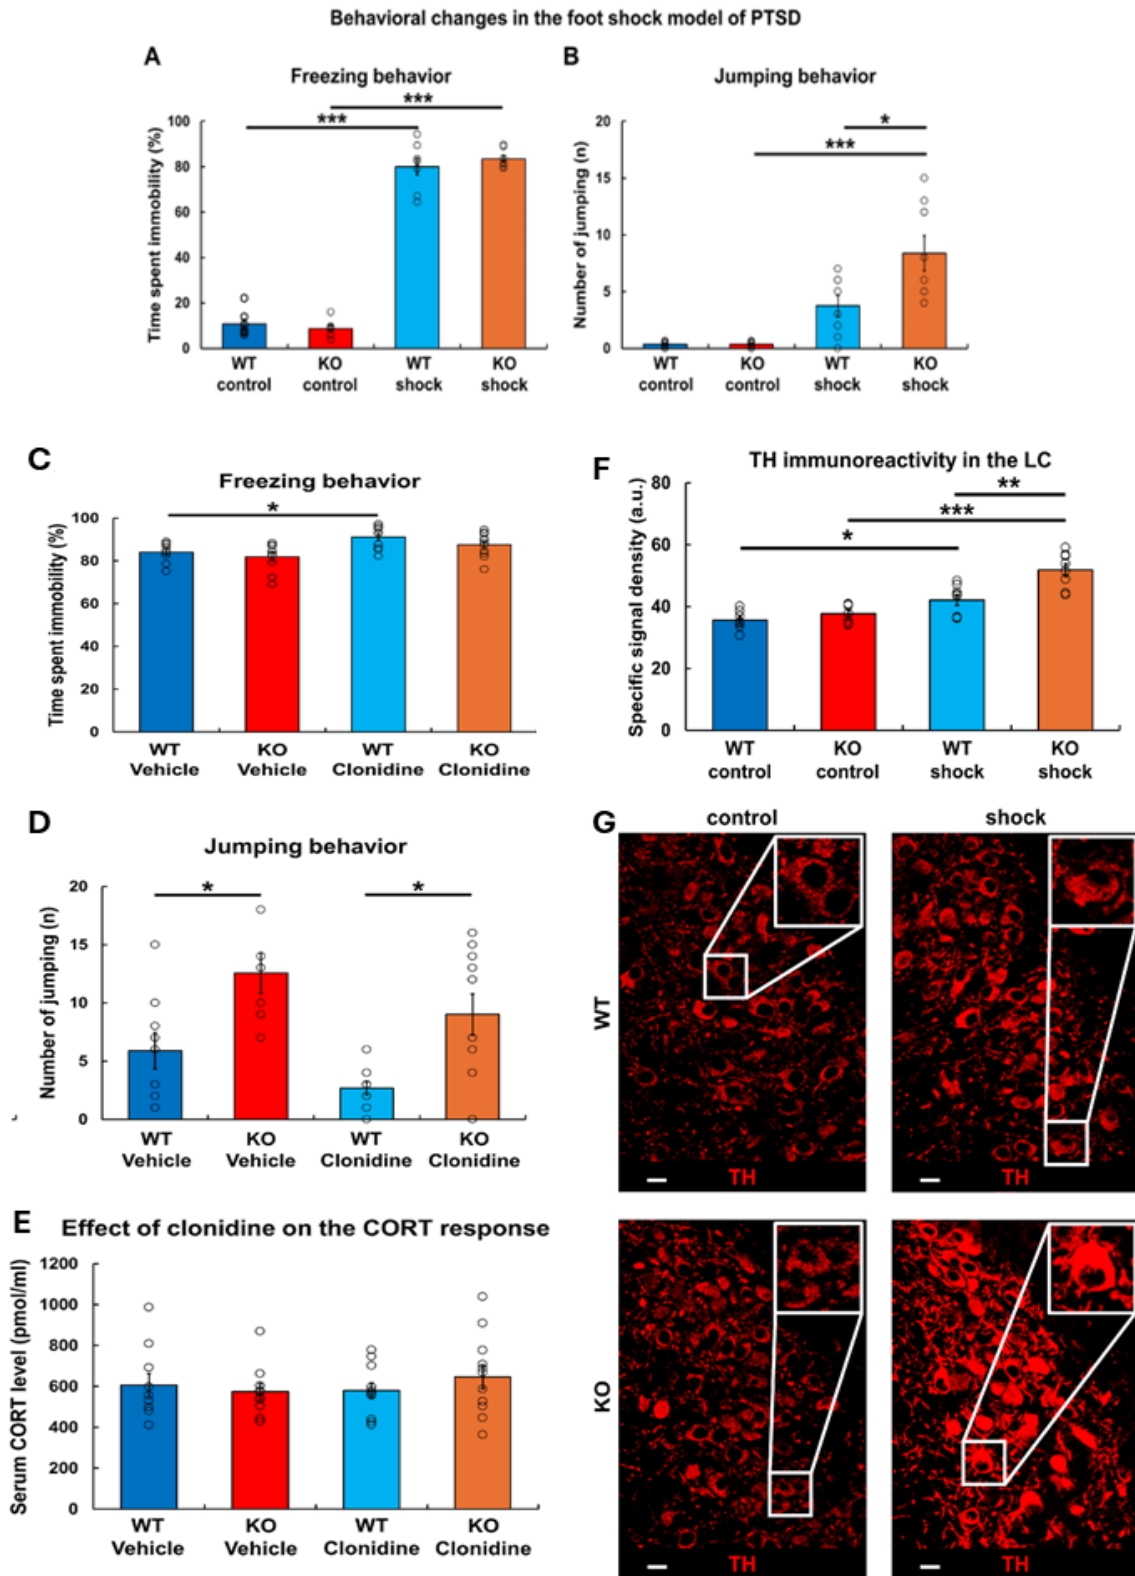 Behavioral changes in the foot shock model of PTSD
A
Freezing behavior
***
***
Time spent immobility (%)
100
80
60
40
20
0
WT control
KO control
WT shock
KO shock
B
Jumping behavior
*
***
Number of jumping (n)
20
15
10
5
0
WT control
KO control
WT shock
KO shock
C
Freezing behavior
*
Time spent immobility (%)
100
80
60
40
20
0
WT Vehicle
KO Vehicle
WT Clonidine
KO Clonidine
F
TH immunoreactivity in the LC
**
***
*
Specific signal density (a.u.)
80
60
40
20
0
WT control
KO control
WT shock
KO shock
D
Jumping behavior
*
*
Number of jumping (n)
20
15
10
5
0
WT Vehicle
KO Vehicle
WT Clonidine
KO Clonidine
E
Effect of clonidine on the CORT response
Serum CORT level (pmol/ml)
1200
1000
800
600
400
200
0
WT Vehicle
KO Vehicle
WT Clonidine
KO Clonidine
G
control
shock
WT
TH
TH
KO
TH
TH